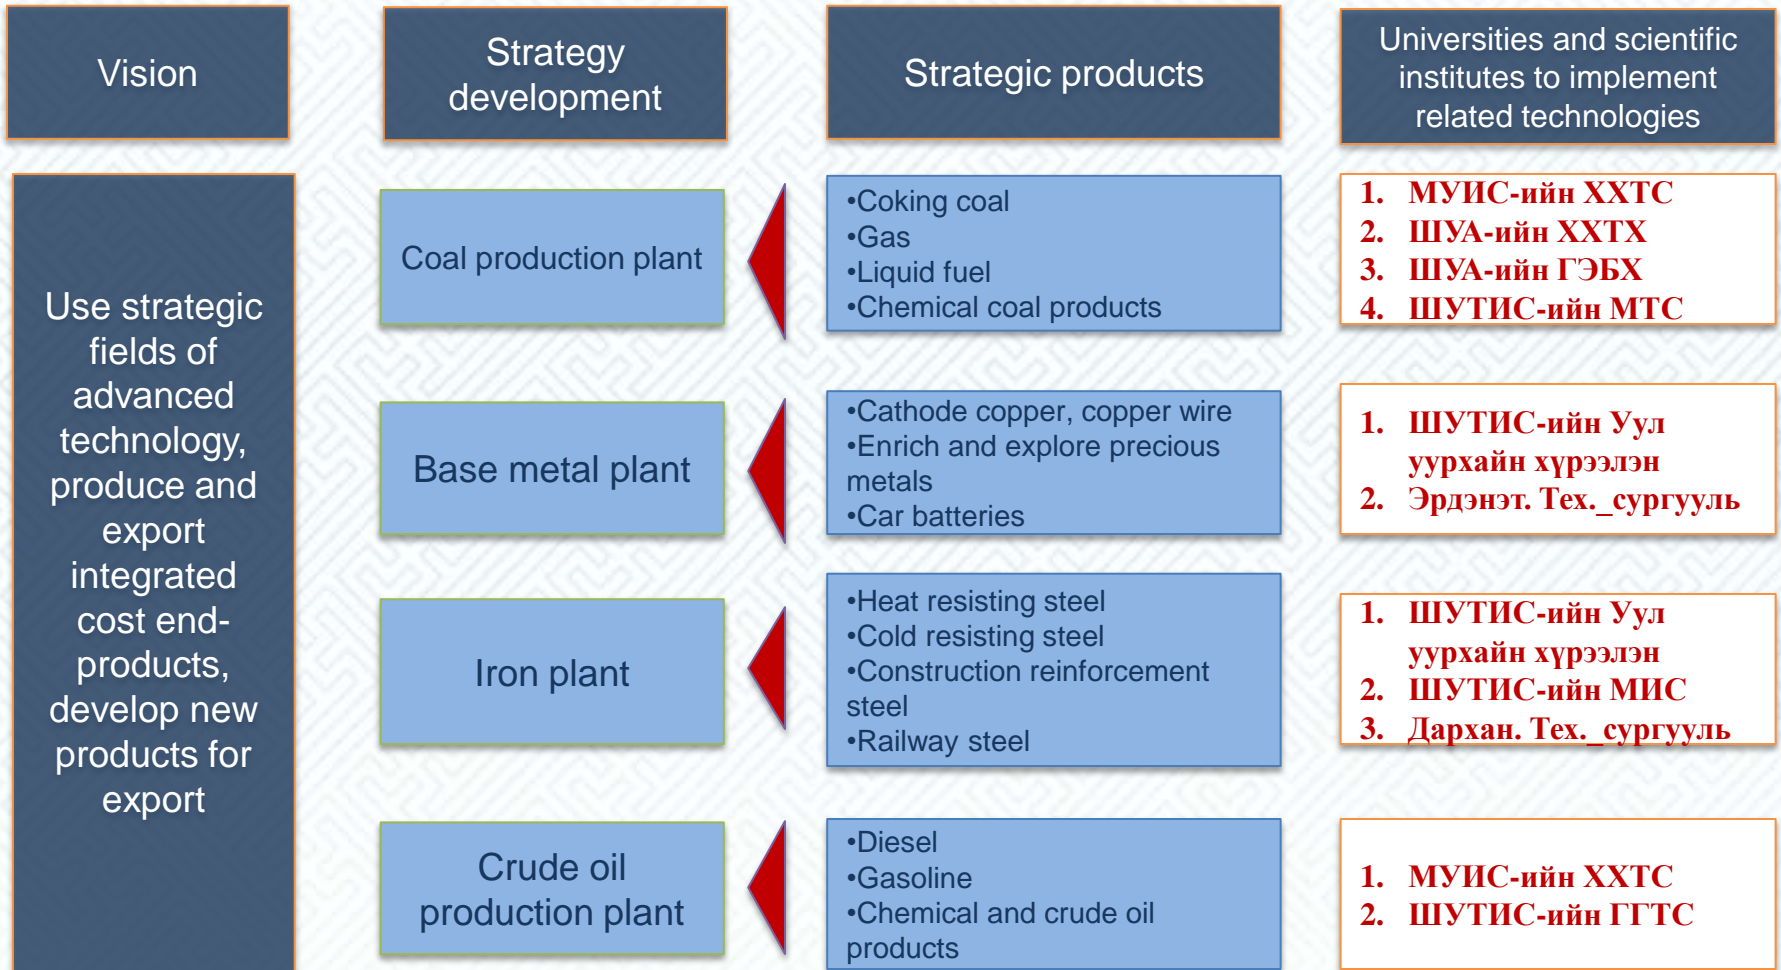 Vision
Strategy
development
Strategic products
Universities and scientific
institutes to implement
related technologies
Use strategic
fields of
advanced
technology,
produce and
export
integrated
cost end-
products,
develop new
products for
export
Coal production plant
•Coking coal
•Gas
•Liquid fuel
•Chemical coal products
1. МУИС-ийн ХХТС
2. ШУА-ийн ХХТХ
3. ШУА-ийн ГЭБХ
4. ШУТИС-ийн МТС
Base metal plant
•Cathode copper, copper wire
•Enrich and explore precious
metals
•Car batteries
1. ШУТИС-ийн Уул
уурхайн хүрээлэн
2. Эрдэнэт. Тех._сургууль
Iron plant
•Heat resisting steel
•Cold resisting steel
•Construction reinforcement
steel
•Railway steel
1. ШУТИС-ийн Уул
уурхайн хүрээлэн
2. ШУТИС-ийн МИС
3. Дархан. Тех._сургууль
Crude oil
production plant
•Diesel
•Gasoline
•Chemical and crude oil
products
1. МУИС-ийн ХХТС
2. ШУТИС-ийн ГГТС